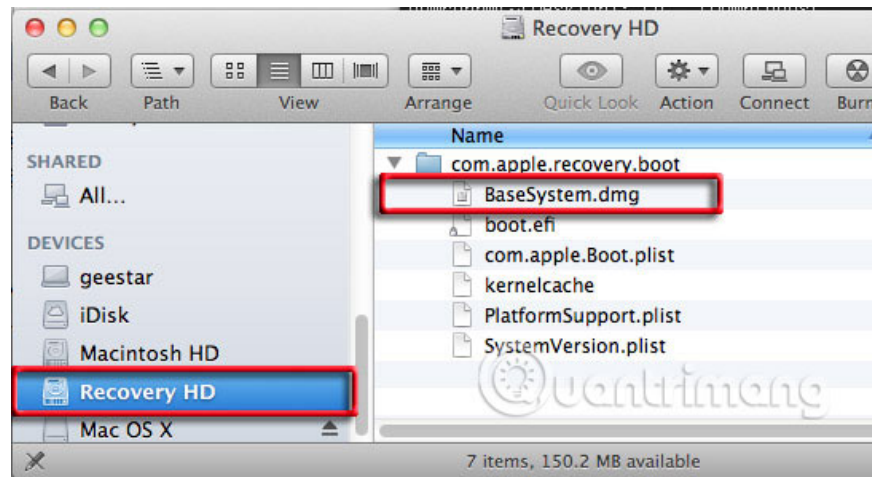 Recovery HD
Back Path View Arrange Quick Look Action Connect Burn
Name
SHARED
All...
DEVICES
geestar
iDisk
Macintosh HD
Recovery HD
Mac OS X
com.apple.recovery.boot
BaseSystem.dmg
boot.efi
com.apple.Boot.plist
kernelcache
PlatformSupport.plist
SystemVersion.plist
Quantrimang
7 items, 150.2 MB available